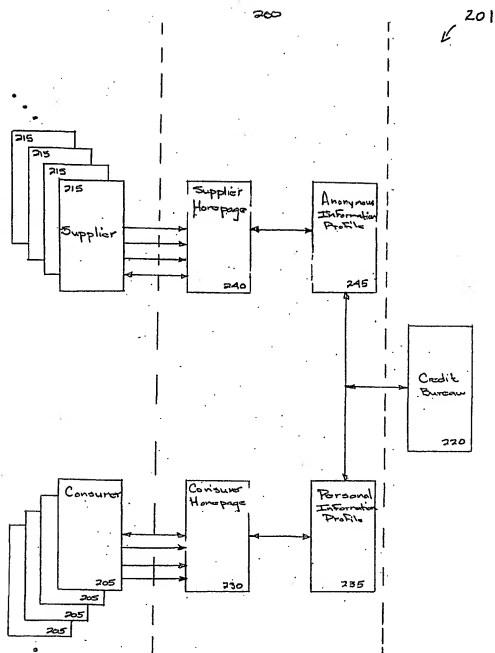 200
201
215
215
215
215
Supplier
Supplier
Homepage
240
Anonymous
Information
Profile
245
Credit
Bureau
220
Consumer
205
205
205
205
Consumer
Homepage
230
Personal
Information
Profile
235